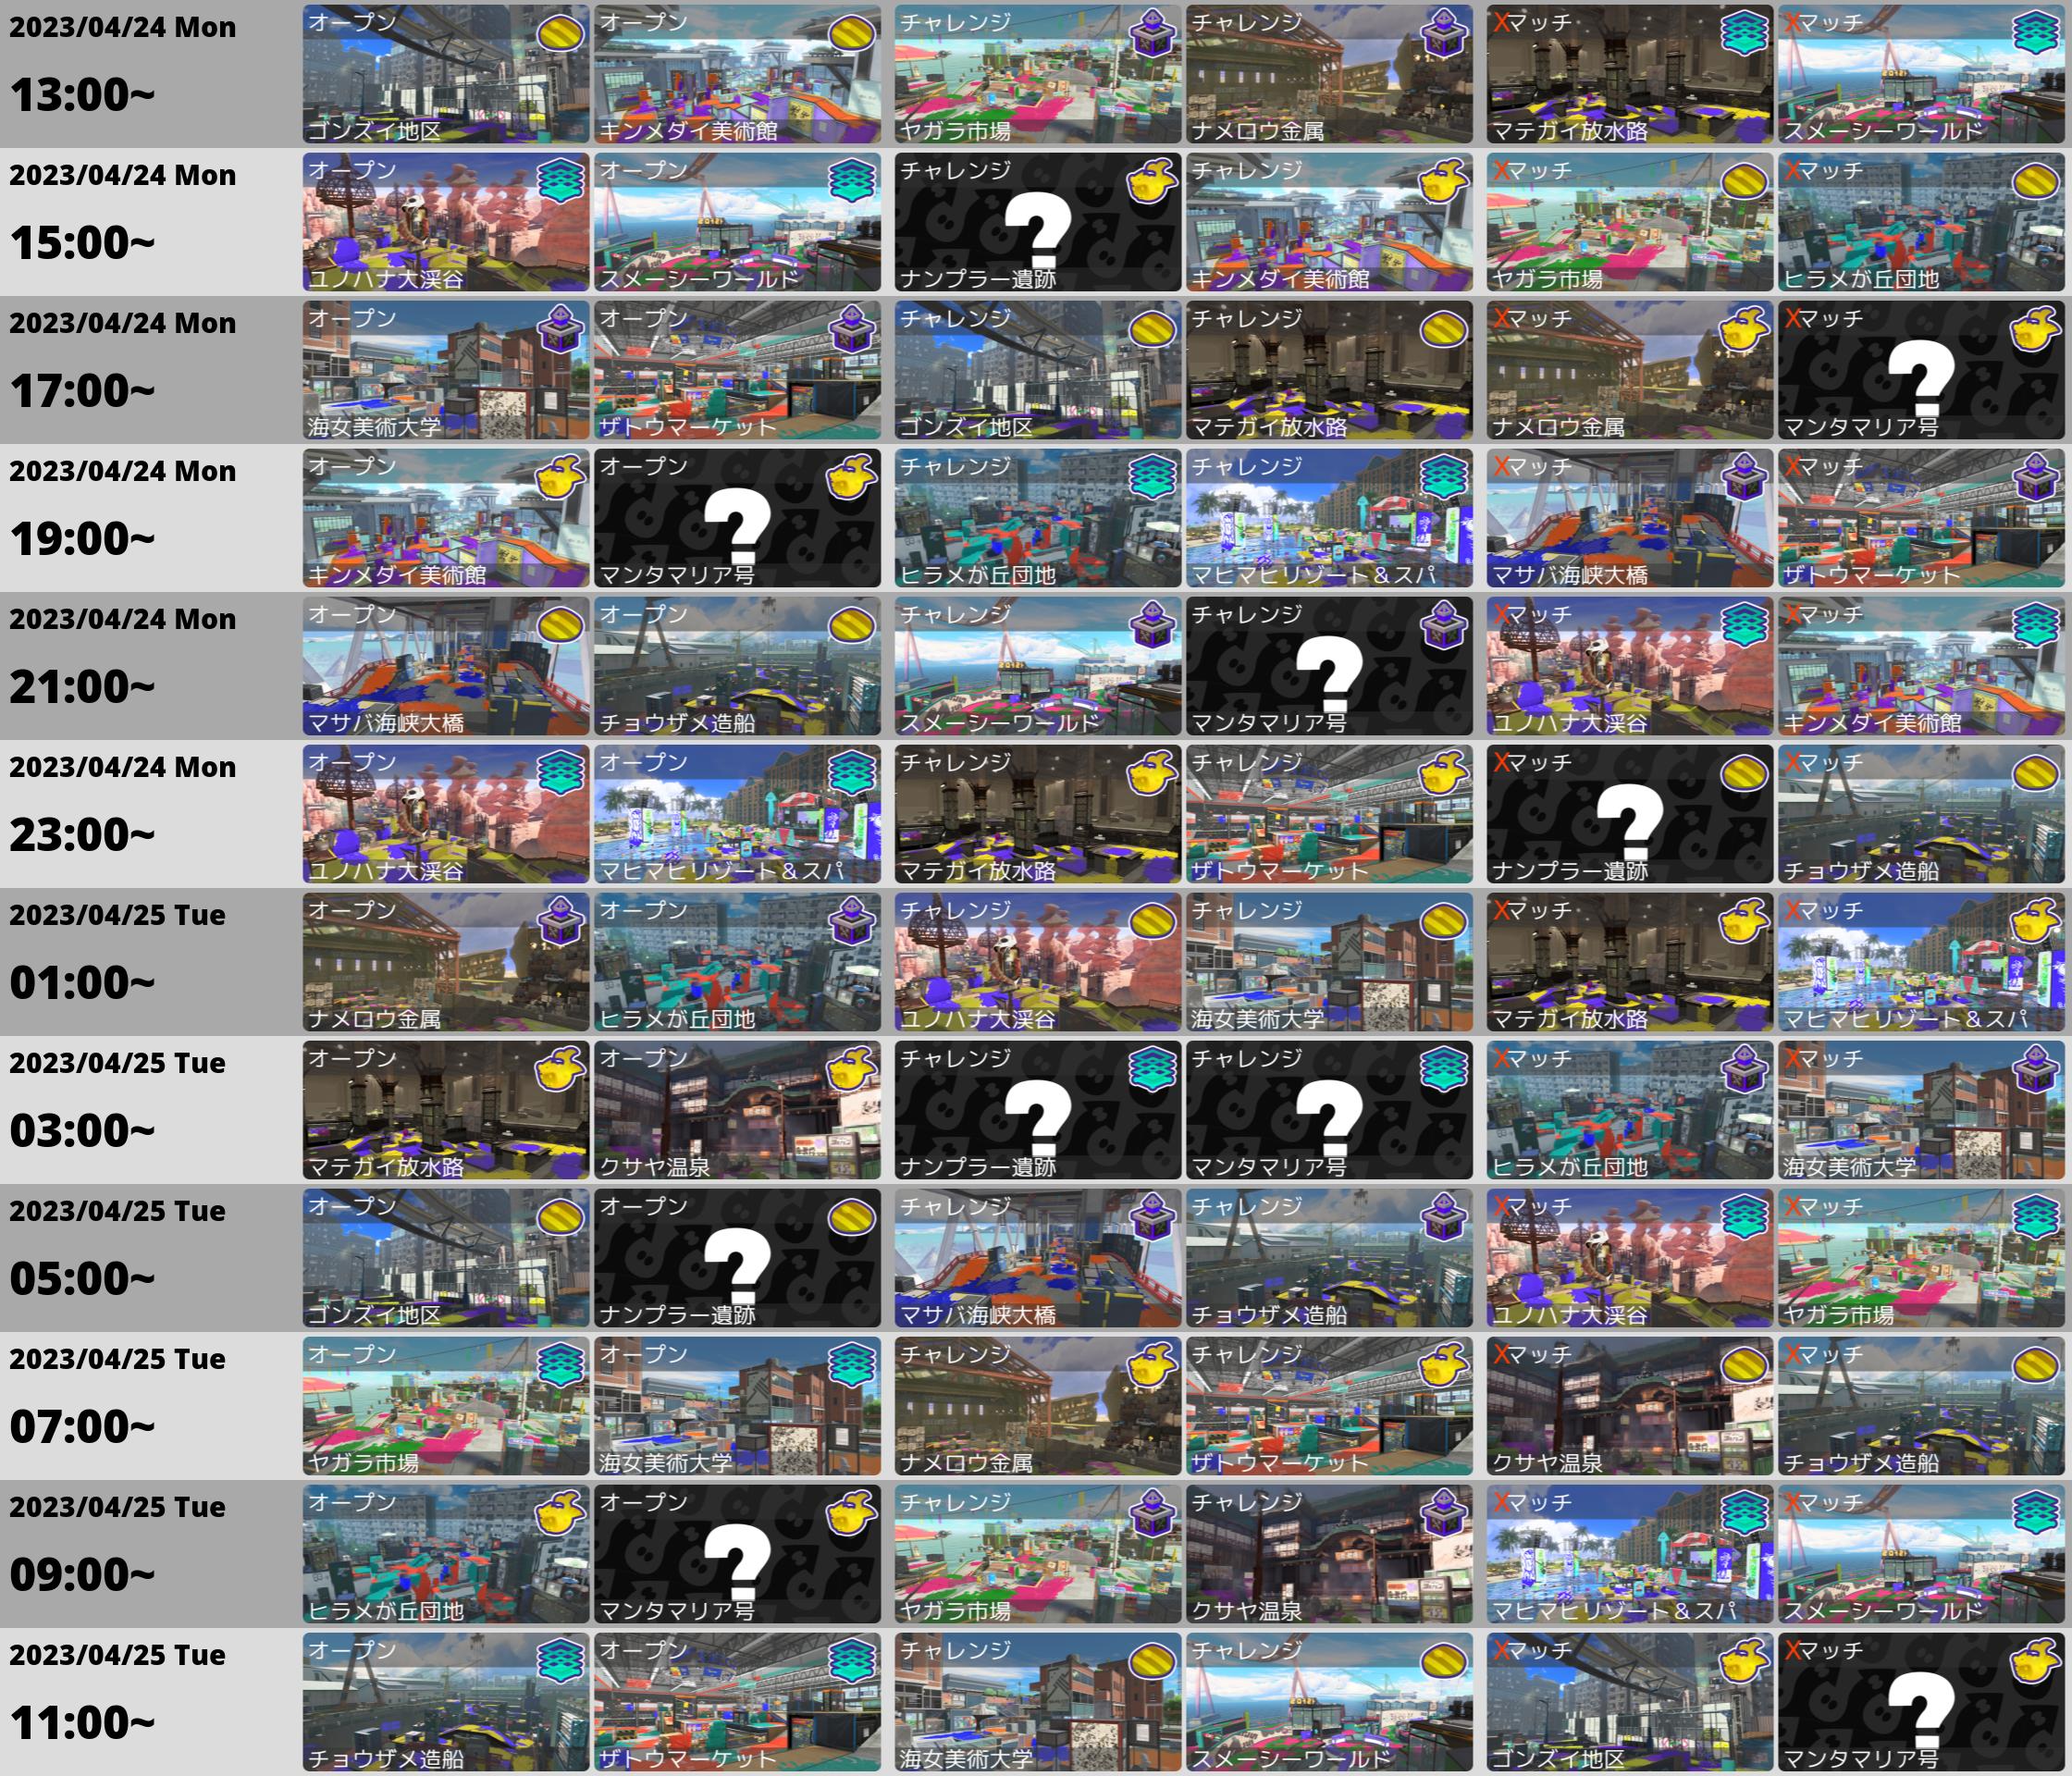 2023/04/24 Mon
13:00~
オープン オープン チャレンジ チャレンジ Xマッチ Xマッチ
ゴンズイ地区 キンメダイ美術館 ヤガラ市場 ナメロウ金属 マテガイ放水路 スメーシーワールド
2023/04/24 Mon
15:00~
オープン オープン チャレンジ チャレンジ Xマッチ Xマッチ
?
ユノハナ大渓谷 スメーシーワールド ナンプラー遺跡 キンメダイ美術館 ヤガラ市場 ヒラメが丘団地
2023/04/24 Mon
17:00~
オープン オープン チャレンジ チャレンジ Xマッチ Xマッチ
?
海女美術大学 ザトウマーケット ゴンズイ地区 マテガイ放水路 ナメロウ金属 マンタマリア号
2023/04/24 Mon
19:00~
オープン オープン チャレンジ チャレンジ Xマッチ Xマッチ
?
キンメダイ美術館 マンタマリア号 ヒラメが丘団地 マヒマヒリゾート&スパ マサバ海峡大橋 ザトウマーケット
2023/04/24 Mon
21:00~
オープン オープン チャレンジ チャレンジ Xマッチ Xマッチ
?
マサバ海峡大橋 チョウザメ造船 スメーシーワールド マンタマリア号 ユノハナ大渓谷 キンメダイ美術館
2023/04/24 Mon
23:00~
オープン オープン チャレンジ チャレンジ Xマッチ Xマッチ
?
ユノハナ大渓谷 マヒマヒリゾート&スパ マテガイ放水路 ザトウマーケット ナンプラー遺跡 チョウザメ造船
2023/04/25 Tue
01:00~
オープン オープン チャレンジ チャレンジ Xマッチ Xマッチ
ナメロウ金属 ヒラメが丘団地 ユノハナ大渓谷 海女美術大学 マテガイ放水路 マヒマヒリゾート&スパ
2023/04/25 Tue
03:00~
オープン オープン チャレンジ チャレンジ Xマッチ Xマッチ
? ?
マテガイ放水路 クサヤ温泉 ナンプラー遺跡 マンタマリア号 ヒラメが丘団地 海女美術大学
2023/04/25 Tue
05:00~
オープン オープン チャレンジ チャレンジ Xマッチ Xマッチ
?
ゴンズイ地区 ナンプラー遺跡 マサバ海峡大橋 チョウザメ造船 ユノハナ大渓谷 ヤガラ市場
2023/04/25 Tue
07:00~
オープン オープン チャレンジ チャレンジ Xマッチ Xマッチ
ヤガラ市場 海女美術大学 ナメロウ金属 ザトウマーケット クサヤ温泉 チョウザメ造船
2023/04/25 Tue
09:00~
オープン オープン チャレンジ チャレンジ Xマッチ Xマッチ
?
ヒラメが丘団地 マンタマリア号 ヤガラ市場 クサヤ温泉 マヒマヒリゾート&スパ スメーシーワールド
2023/04/25 Tue
11:00~
オープン オープン チャレンジ チャレンジ Xマッチ Xマッチ
?
チョウザメ造船 ザトウマーケット 海女美術大学 スメーシーワールド ゴンズイ地区 マンタマリア号